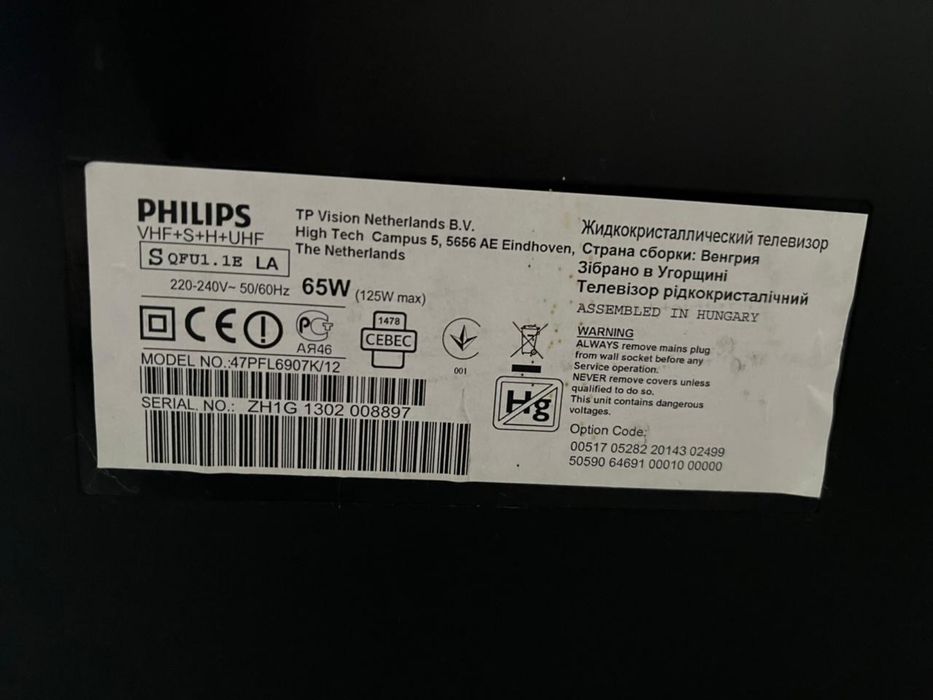 PHILIPS
VHF+S+H+UHF
S QFU1.1E LA
220-240V~ 50/60Hz 65W (125W max)
РСТ
АЯ46
1478
CEBEC
001
MODEL NO.:47PFL6907K/12
SERIAL. NO.: ZH1G 1302 008897
TP Vision Netherlands B.V.
High Tech Campus 5, 5656 AE Eindhoven,
The Netherlands
Жидкокристаллический телевизор
Страна сборки: Венгрия
Зібрано в Угорщині
Телевізор рідкокристалічний
ASSEMBLED IN HUNGARY
WARNING
ALWAYS remove mains plug
from wall socket before any
Service operation.
NEVER remove covers unless
qualified to do so.
This unit contains dangerous
voltages.
Hg
Option Code:
00517 05282 20143 02499
50590 64691 00010 00000